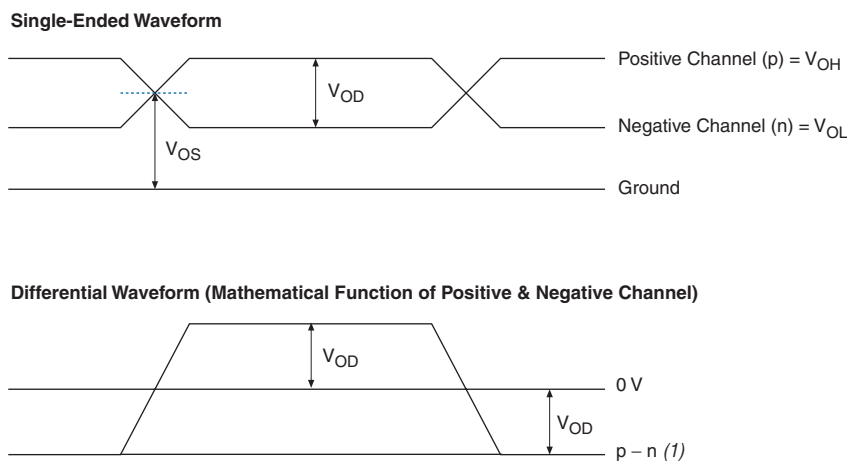 Single-Ended Waveform
Positive Channel (p) = VOH
VOD
Negative Channel (n) = VOL
VOS
Ground
Differential Waveform (Mathematical Function of Positive & Negative Channel)
VOD
0 V
VOD
p – n (1)